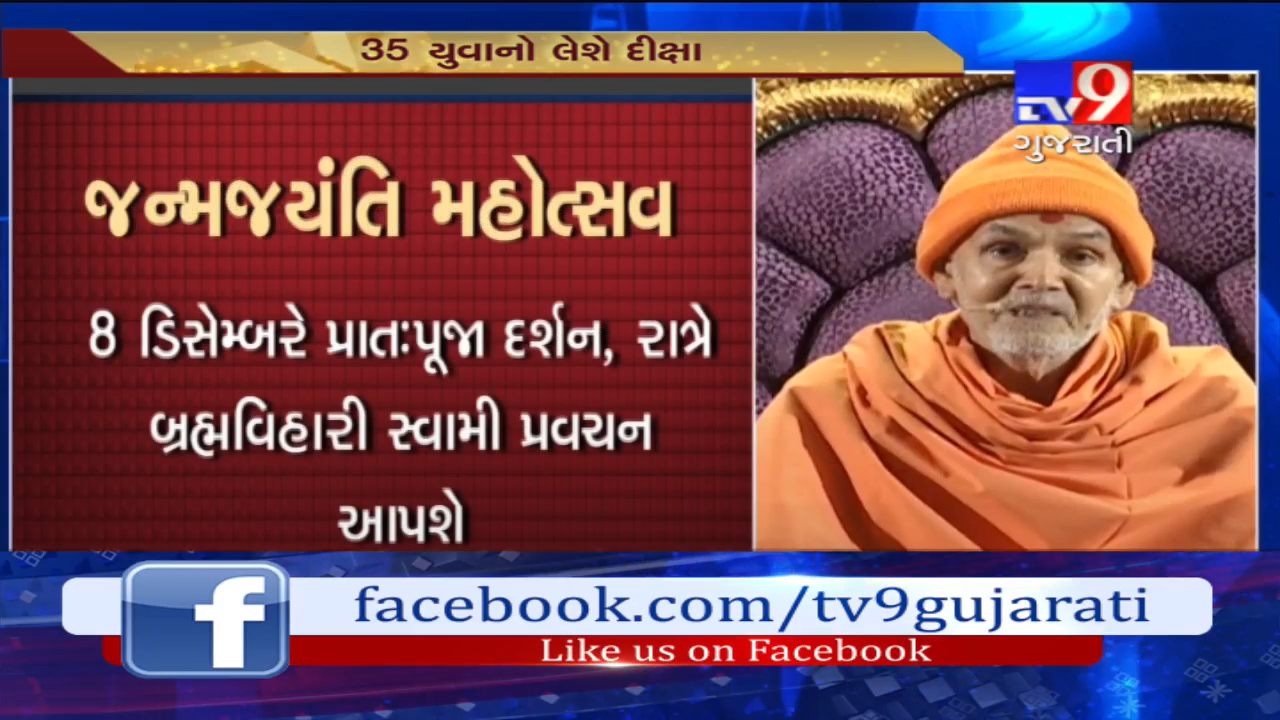 35 યુવાનો લેશે દીક્ષા
TV9
ગુજરાતી
જન્મજયંતિ મહોત્સવ
8 ડિસેમ્બરે પ્રાતઃપૂજા દર્શન, રાત્રે
બ્રહ્મવિહારી સ્વામી પ્રવચન
આપશે
f facebook.com/tv9gujarati
Like us on Facebook